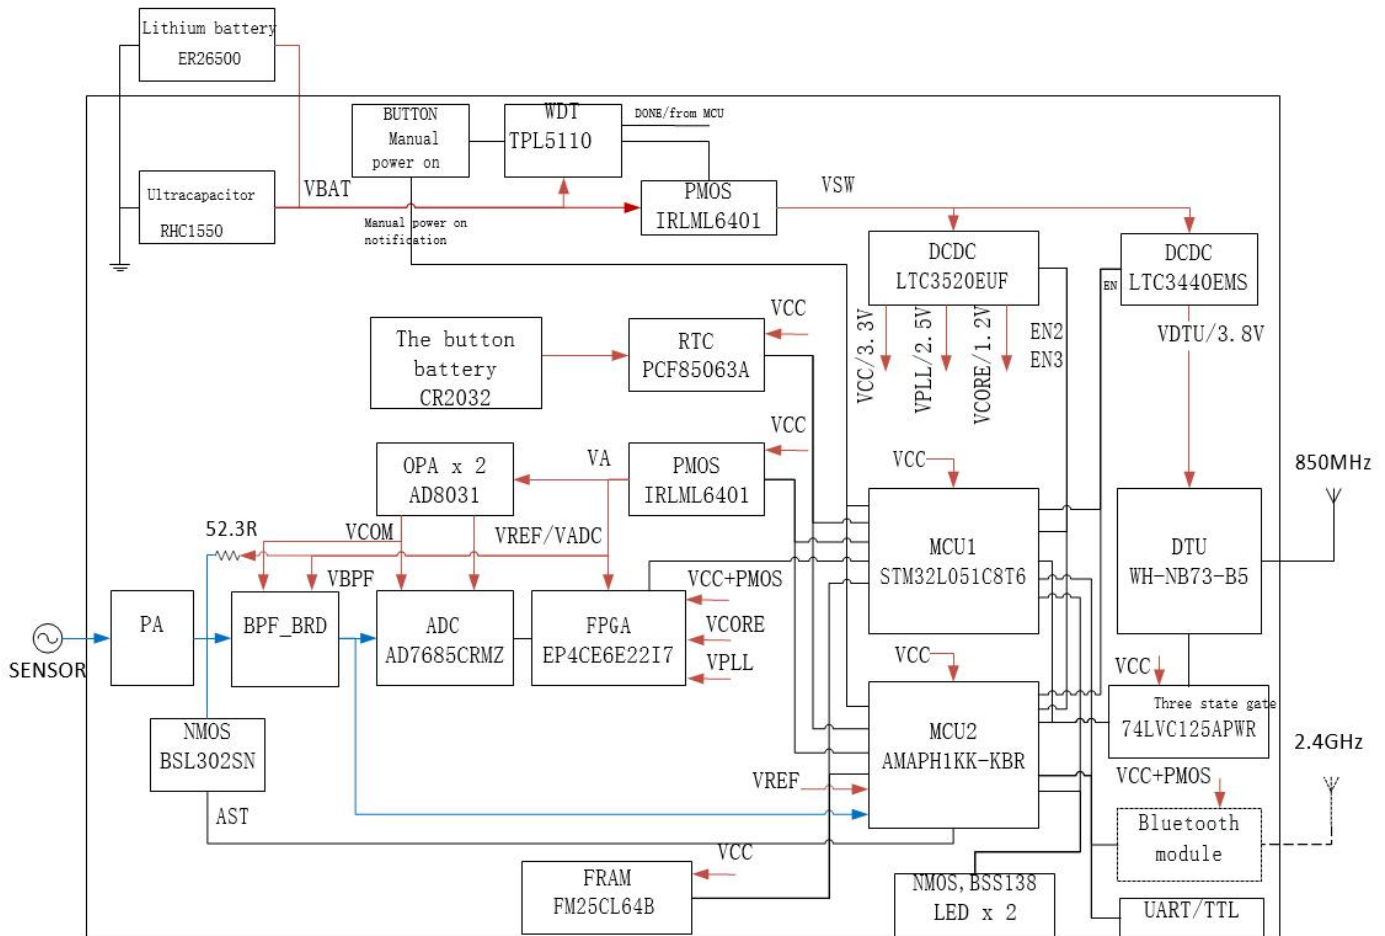 Lithium battery
ER26500
BUTTON
Manual
power on
WDT
TPL5110
DONE/from MCU
Ultracapacitor
RHC1550
VBAT
Manual power on
notification
PMOS
IRLML6401
VSW
DCDC
LTC3520EUF
DCDC
LTC3440EMS
EN
VCC/3.3V
VPLL/2.5V
VCORE/1.2V
EN2
EN3
VDTU/3.8V
The button
battery
CR2032
RTC
PCF85063A
VCC
OPA x 2
AD8031
VA
PMOS
IRLML6401
VCC
VCC
850MHz
52.3R
VCOM
VREF/VADC
VBPF
MCU1
STM32L051C8T6
DTU
WH-NB73-B5
SENSOR
PA
BPF_BRD
ADC
AD7685CRMZ
FPGA
EP4CE6E22I7
VCC+PMOS
VCORE
VPLL
VCC
VCC
NMOS
BSL302SN
AST
MCU2
AMAPH1KK-KBR
VREF
Three state gate
74LVC125APWR
2.4GHz
VCC+PMOS
Bluetooth
module
FRAM
FM25CL64B
VCC
NMOS,BSS138
LED x 2
UART/TTL